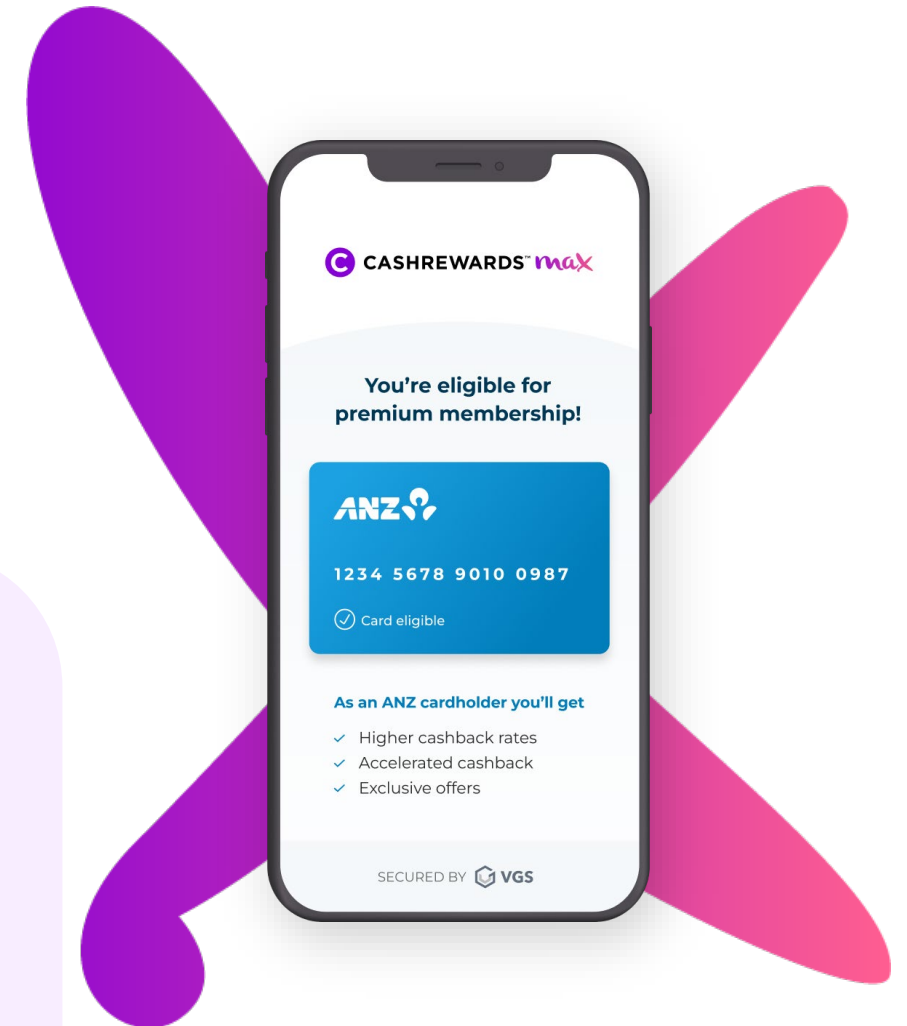 C CASHREWARDS™ max
You’re eligible for
premium membership!
ANZ
1234 5678 9010 0987
Card eligible
As an ANZ cardholder you’ll get
Higher cashback rates
Accelerated cashback
Exclusive offers
SECURED BY VGS